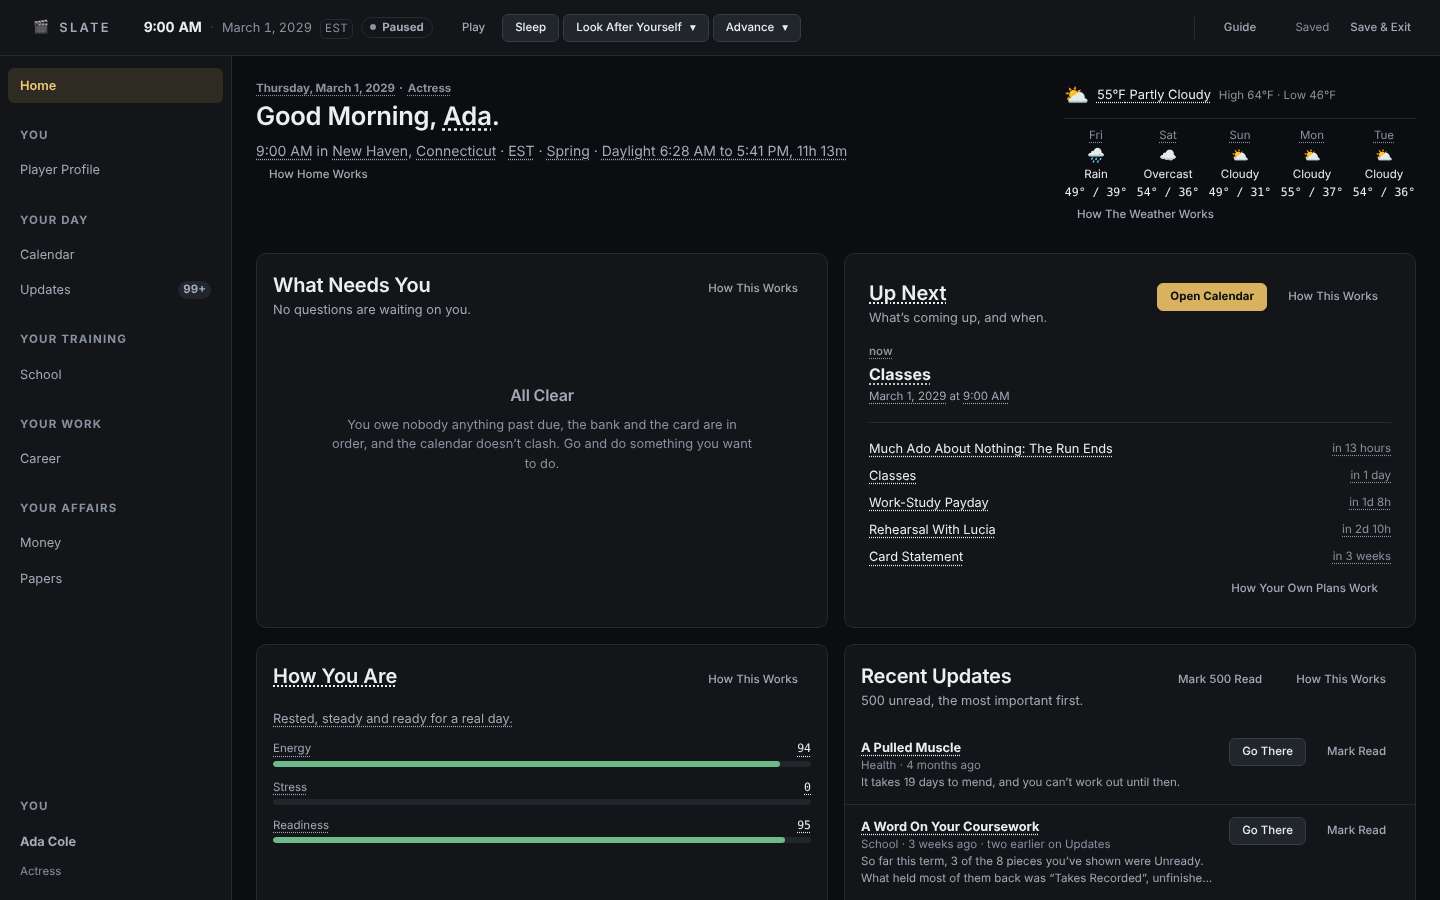 SLATE
9:00 AM · March 1, 2029 EST Paused
Play
Sleep
Look After Yourself ▾
Advance ▾
Guide
Saved
Save & Exit
Home
YOU
Player Profile
YOUR DAY
Calendar
Updates 99+
YOUR TRAINING
School
YOUR WORK
Career
YOUR AFFAIRS
Money
Papers
YOU
Ada Cole
Actress
Thursday, March 1, 2029 · Actress
Good Morning, Ada.
9:00 AM in New Haven, Connecticut · EST · Spring · Daylight 6:28 AM to 5:41 PM, 11h 13m
How Home Works
55°F Partly Cloudy High 64°F · Low 46°F
Fri Sat Sun Mon Tue
Rain Overcast Cloudy Cloudy Cloudy
49° / 39° 54° / 36° 49° / 31° 55° / 37° 54° / 36°
How The Weather Works
What Needs You
How This Works
No questions are waiting on you.
All Clear
You owe nobody anything past due, the bank and the card are in
order, and the calendar doesn’t clash. Go and do something you want
to do.
Up Next
Open Calendar
How This Works
What’s coming up, and when.
now
Classes
March 1, 2029 at 9:00 AM
Much Ado About Nothing: The Run Ends in 13 hours
Classes in 1 day
Work-Study Payday in 1d 8h
Rehearsal With Lucia in 2d 10h
Card Statement in 3 weeks
How Your Own Plans Work
How You Are
How This Works
Rested, steady and ready for a real day.
Energy 94
Stress 0
Readiness 95
Recent Updates
Mark 500 Read
How This Works
500 unread, the most important first.
A Pulled Muscle
Go There
Mark Read
Health · 4 months ago
It takes 19 days to mend, and you can’t work out until then.
A Word On Your Coursework
Go There
Mark Read
School · 3 weeks ago · two earlier on Updates
So far this term, 3 of the 8 pieces you’ve shown were Unready.
What held most of them back was “Takes Recorded”, unfinishe...